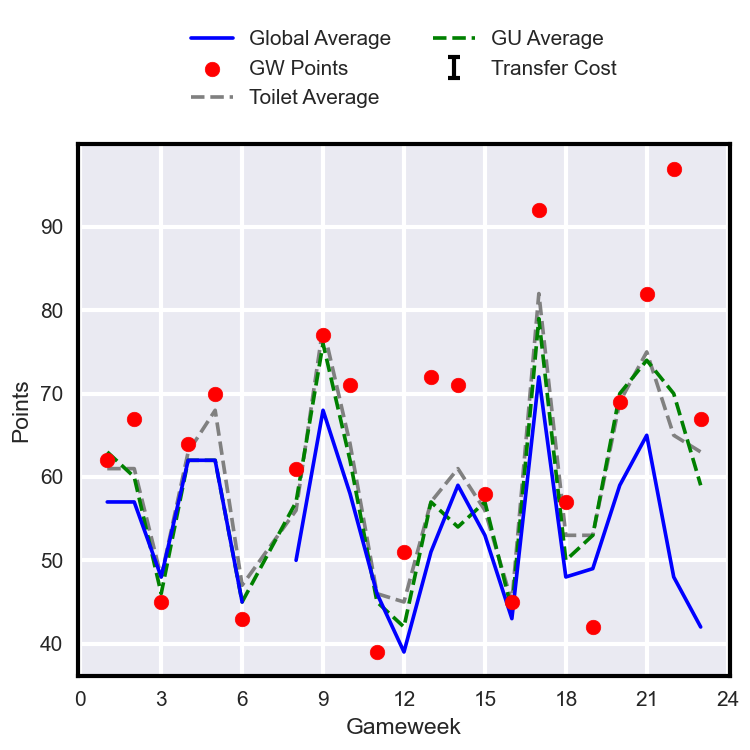 Global Average
GW Points
Toilet Average
GU Average
Transfer Cost
90
80
70
60
50
40
Points
0 3 6 9 12 15 18 21 24
Gameweek